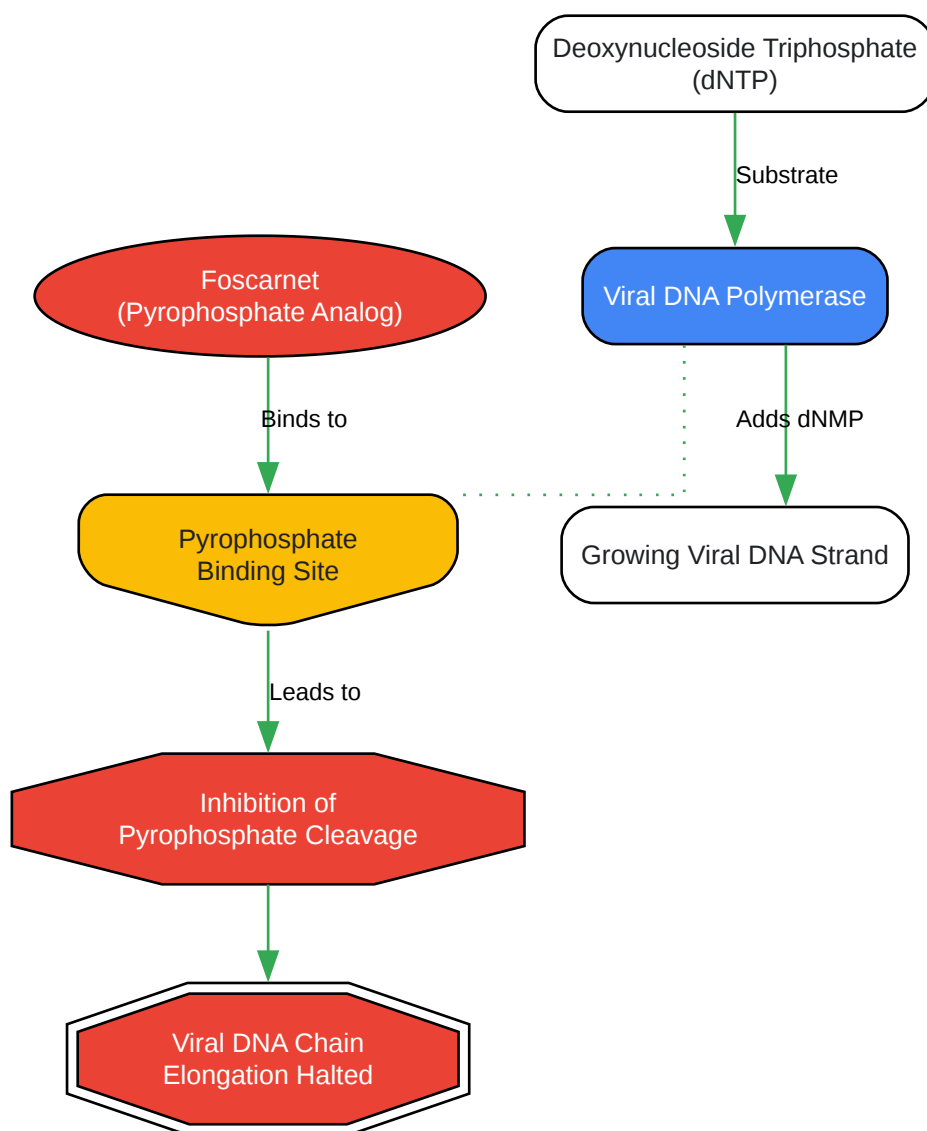 Deoxynucleoside Triphosphate
(dNTP)
Substrate
Foscarnet
(Pyrophosphate Analog)
Viral DNA Polymerase
Binds to
Adds dNMP
Pyrophosphate
Binding Site
Growing Viral DNA Strand
Leads to
Inhibition of
Pyrophosphate Cleavage
Viral DNA Chain
Elongation Halted